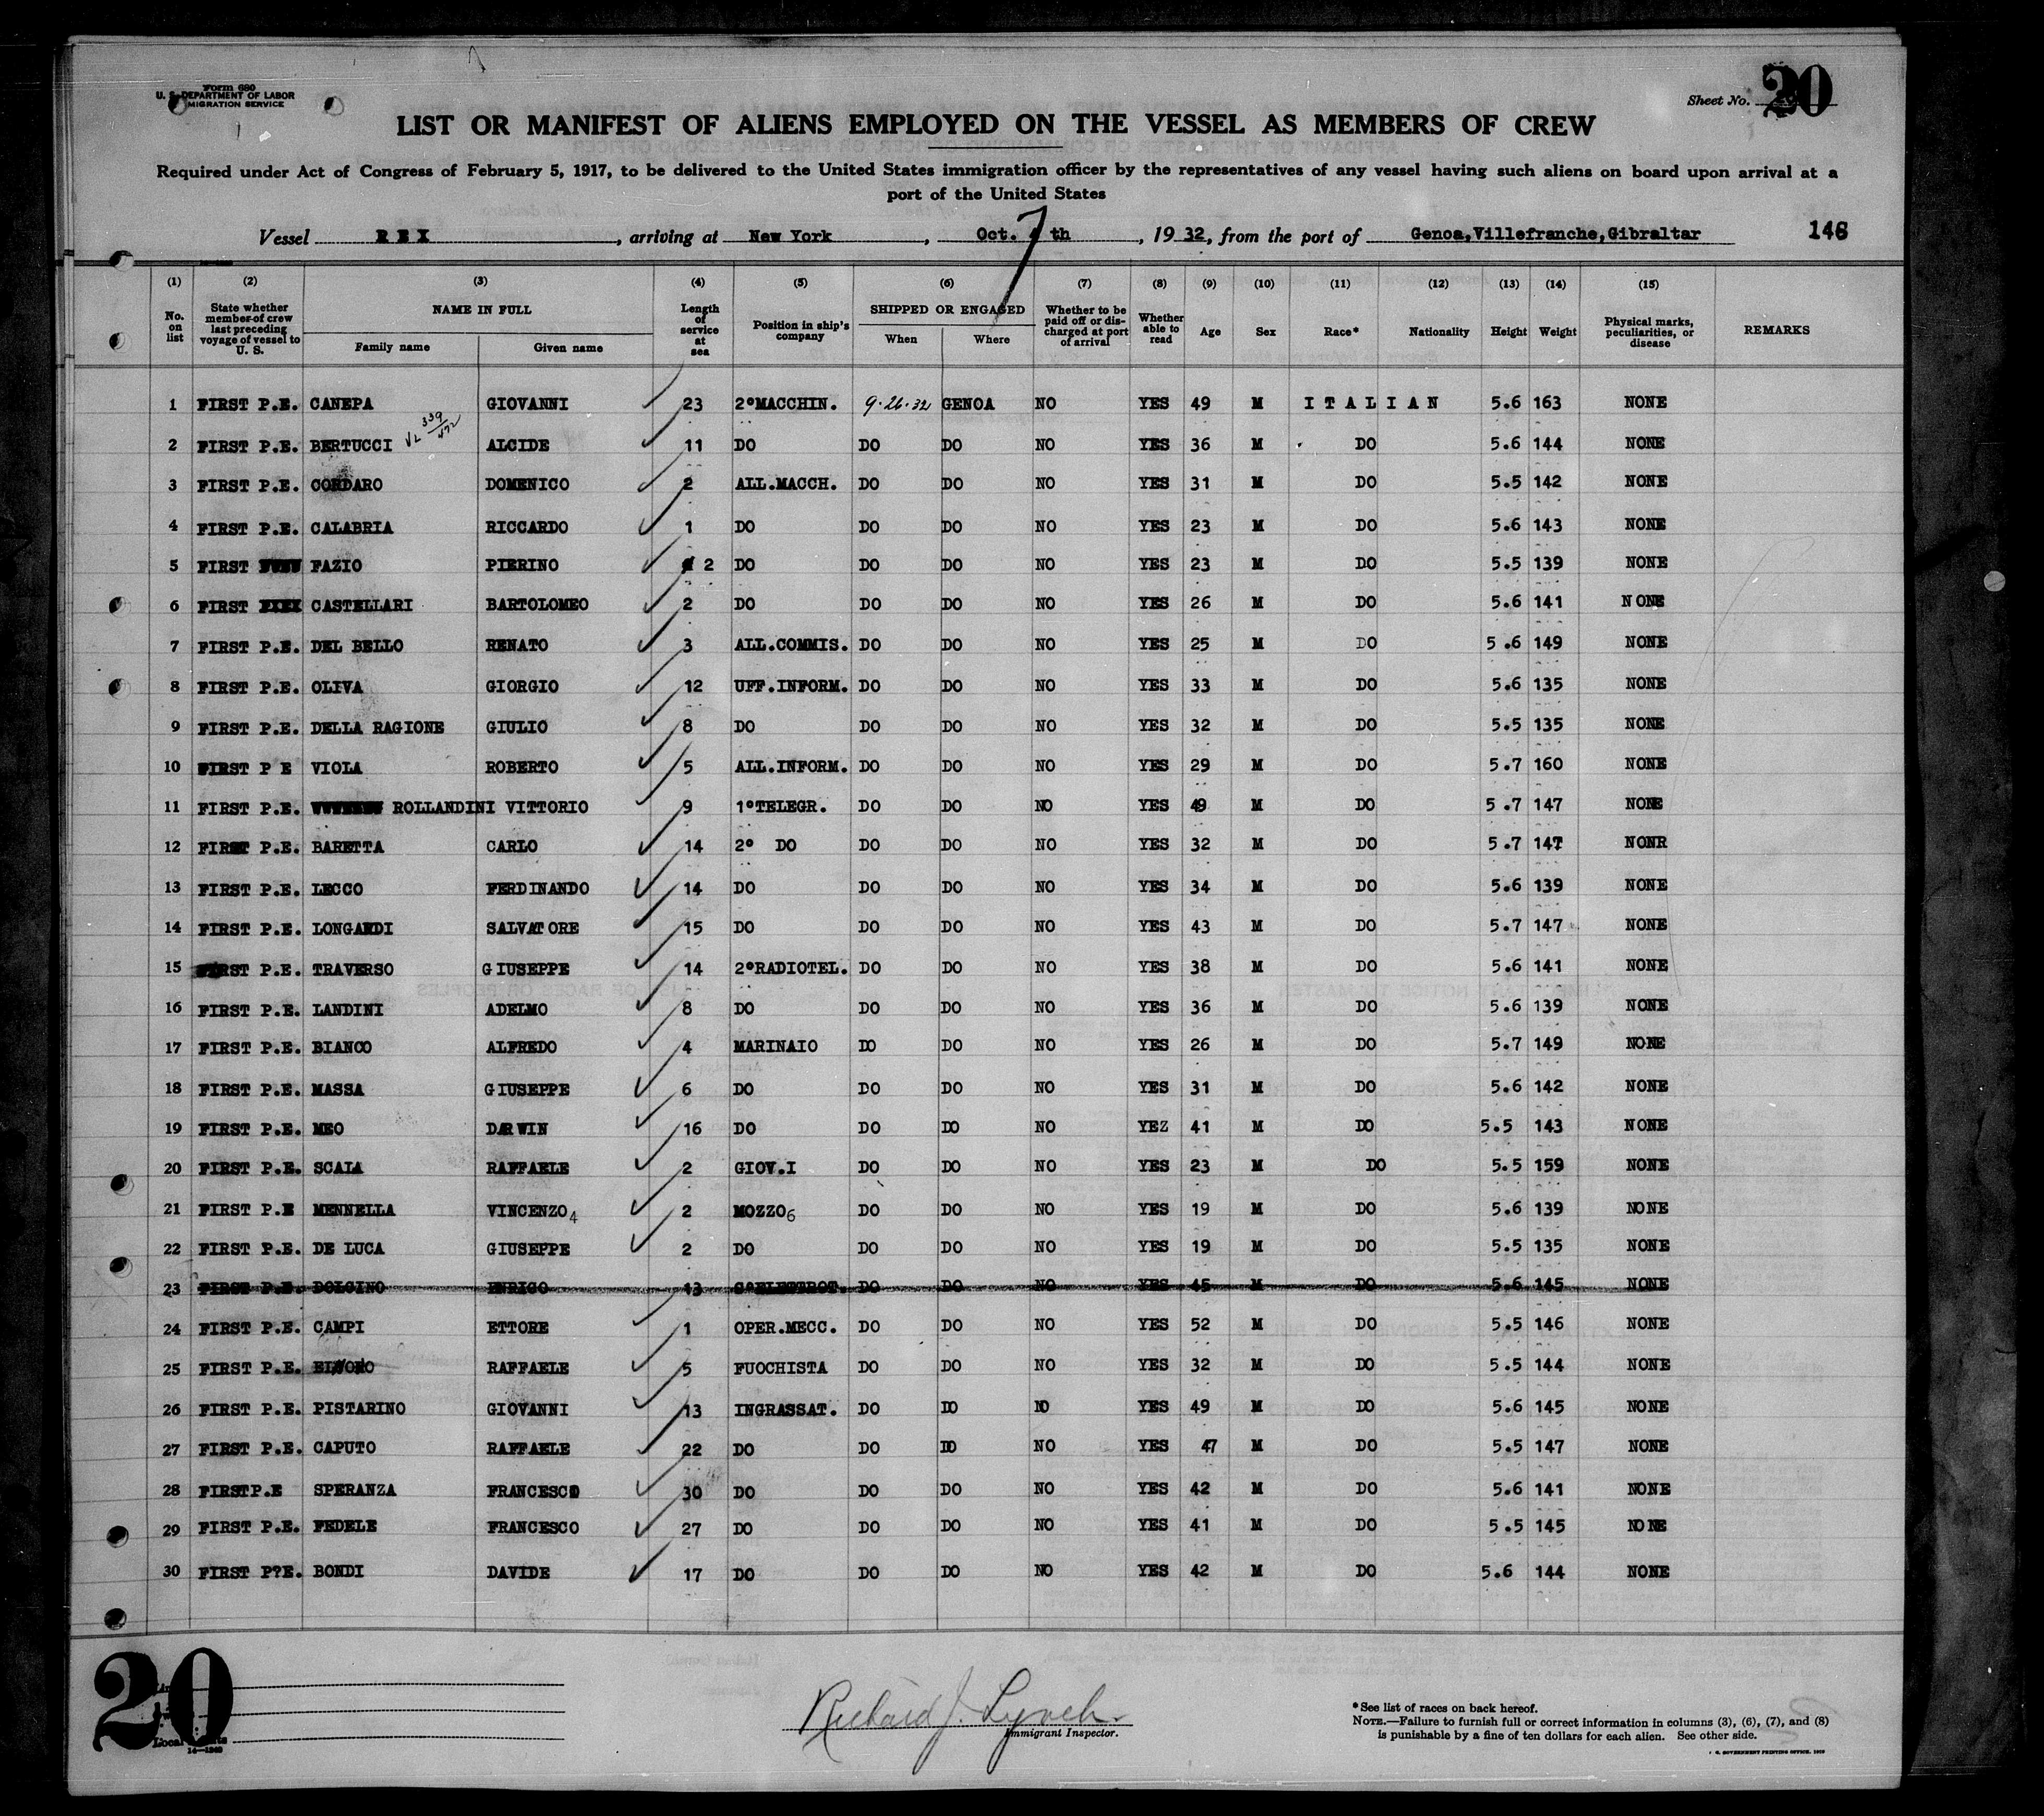 Form 680
U. S. DEPARTMENT OF LABOR
IMMIGRATION SERVICE
Sheet No. 20
LIST OR MANIFEST OF ALIENS EMPLOYED ON THE VESSEL AS MEMBERS OF CREW
Required under Act of Congress of February 5, 1917, to be delivered to the United States immigration officer by the representatives of any vessel having such aliens on board upon arrival at a
port of the United States
Vessel REX, arriving at New York, Oct. 7 th, 19 32, from the port of Genoa,Villefranche,Gibraltar 148
(1) (2) (3) (4) (5) (6) (7) (8) (9) (10) (11) (12) (13) (14) (15)
No. on list State whether member of crew last preceding voyage of vessel to U. S. NAME IN FULL Family name Given name Length of service at sea Position in ship's company SHIPPED OR ENGAGED When Where Whether to be paid off or discharged at port of arrival Whether able to read Age Sex Race* Nationality Height Weight Physical marks, peculiarities, or disease REMARKS
1 FIRST P.E. CANEPA GIOVANNI 23 2°MACCHIN. 9-26-32 GENOA NO YES 49 M ITALIAN 5.6 163 NONE
339/472
2 FIRST P.E. BERTUCCI ALCIDE 11 DO DO DO NO YES 36 M DO 5.6 144 NONE
3 FIRST P.E. CORDARO DOMENICO 2 ALL.MACCH. DO DO NO YES 31 M DO 5.5 142 NONE
4 FIRST P.E. CALABRIA RICCARDO 1 DO DO DO NO YES 23 M DO 5.6 143 NONE
5 FIRST FAZIO PIERINO 2 DO DO DO NO YES 23 M DO 5.5 139 NONE
6 FIRST CASTELLARI BARTOLOMEO 2 DO DO DO NO YES 26 M DO 5.6 141 NONE
7 FIRST P.E. DEL BELLO RENATO 3 ALL.COMMIS. DO DO NO YES 25 M DO 5.6 149 NONE
8 FIRST P.E. OLIVA GIORGIO 12 UFF.INFORM. DO DO NO YES 33 M DO 5.6 135 NONE
9 FIRST P.E. DELLA RAGIONE GIULIO 8 DO DO DO NO YES 32 M DO 5.5 135 NONE
10 FIRST P E VIOLA ROBERTO 5 ALL.INFORM. DO DO NO YES 29 M DO 5.7 160 NONE
11 FIRST P.E. ROLLANDINI VITTORIO 9 1°TELEGR. DO DO NO YES 49 M DO 5.7 147 NONE
12 FIRST P.E. BARETTA CARLO 14 2° DO DO DO NO YES 32 M DO 5.7 147 NONR
13 FIRST P.E. LECCO FERDINANDO 14 DO DO DO NO YES 34 M DO 5.6 139 NONE
14 FIRST P.E. LONGARDI SALVATORE 15 DO DO DO NO YES 43 M DO 5.7 147 NONE
15 FIRST P.E. TRAVERSO GIUSEPPE 14 2°RADIOTEL. DO DO NO YES 38 M DO 5.6 141 NONE
16 FIRST P.E. LANDINI ADELMO 8 DO DO DO NO YES 36 M DO 5.6 139 NONE
17 FIRST P.E. BIANCO ALFREDO 4 MARINAIO DO DO NO YES 26 M DO 5.7 149 NONE
18 FIRST P.E. MASSA GIUSEPPE 6 DO DO DO NO YES 31 M DO 5.6 142 NONE
19 FIRST P.E. MEO DARWIN 16 DO DO DO NO YEZ 41 M DO 5.5 143 NONE
20 FIRST P.E. SCALA RAFFAELE 2 GIOV.I DO DO NO YES 23 M DO 5.5 159 NONE
21 FIRST P.E MENNELLA VINCENZO 4 2 MOZZO 6 DO DO NO YES 19 M DO 5.6 139 NONE
22 FIRST P.E. DE LUCA GIUSEPPE 2 DO DO DO NO YES 19 M DO 5.5 135 NONE
23 FIRST P.E. DOLCINO ENRICO 13 C°ELETTROT. DO DO NO YES 45 M DO 5.6 145 NONE
24 FIRST P.E. CAMPI ETTORE 1 OPER.MECC. DO DO NO YES 52 M DO 5.5 146 NONE
25 FIRST P.E. RAFFAELE 5 FUOCHISTA DO DO NO YES 32 M DO 5.5 144 NONE
26 FIRST P.E. PISTARINO GIOVANNI 13 INGRASSAT. DO DO NO YES 49 M DO 5.6 145 NONE
27 FIRST P.E. CAPUTO RAFFAELE 22 DO DO DO NO YES 47 M DO 5.5 147 NONE
28 FIRSTP.E SPERANZA FRANCESCO 30 DO DO DO NO YES 42 M DO 5.6 141 NONE
29 FIRST P.E. FEDELE FRANCESCO 27 DO DO DO NO YES 41 M DO 5.5 145 NONE
30 FIRST P?E. BONDI DAVIDE 17 DO DO DO NO YES 42 M DO 5.6 144 NONE
20
14—1243
Richard J. Lynch
Immigrant Inspector.
*See list of races on back hereof.
NOTE.—Failure to furnish full or correct information in columns (3), (6), (7), and (8)
is punishable by a fine of ten dollars for each alien. See other side.
U. S. GOVERNMENT PRINTING OFFICE